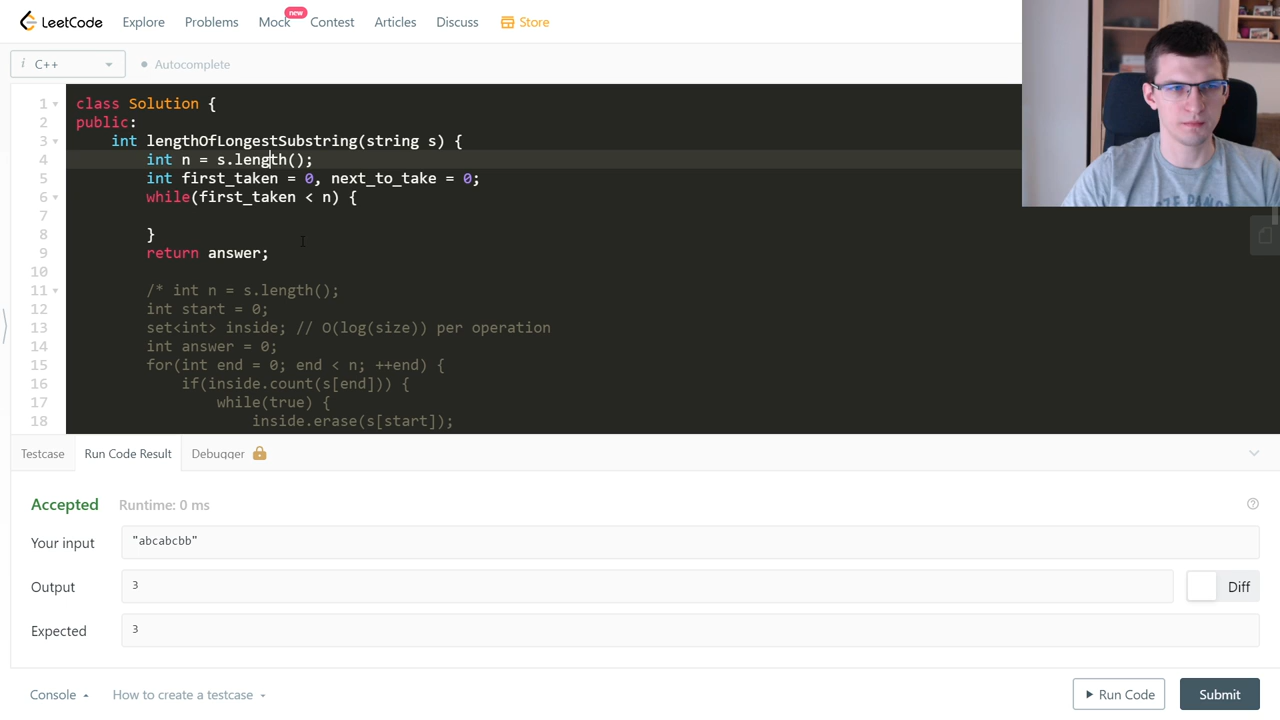 LeetCode
Explore
Problems
Mock
new
Contest
Articles
Discuss
Store
i C++
Autocomplete
1 class Solution {
2 public:
3 int lengthOfLongestSubstring(string s) {
4 int n = s.length();
5 int first_taken = 0, next_to_take = 0;
6 while(first_taken < n) {
7
8 }
9 return answer;
10
11 /* int n = s.length();
12 int start = 0;
13 set<int> inside; // O(log(size)) per operation
14 int answer = 0;
15 for(int end = 0; end < n; ++end) {
16 if(inside.count(s[end])) {
17 while(true) {
18 inside.erase(s[start]);
Testcase
Run Code Result
Debugger
Accepted
Runtime: 0 ms
Your input
"abcabcbb"
Output
3
Diff
Expected
3
Console
How to create a testcase
Run Code
Submit